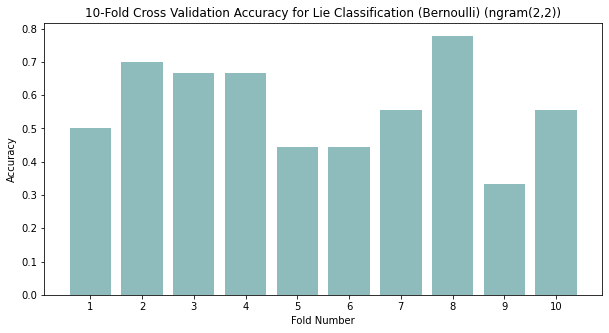 10-Fold Cross Validation Accuracy for Lie Classification (Bernoulli) (ngram(2,2))
0.8
0.7
0.6
0.5
0.4
0.3
0.2
0.1
0.0
Accuracy
1 2 3 4 5 6 7 8 9 10
Fold Number